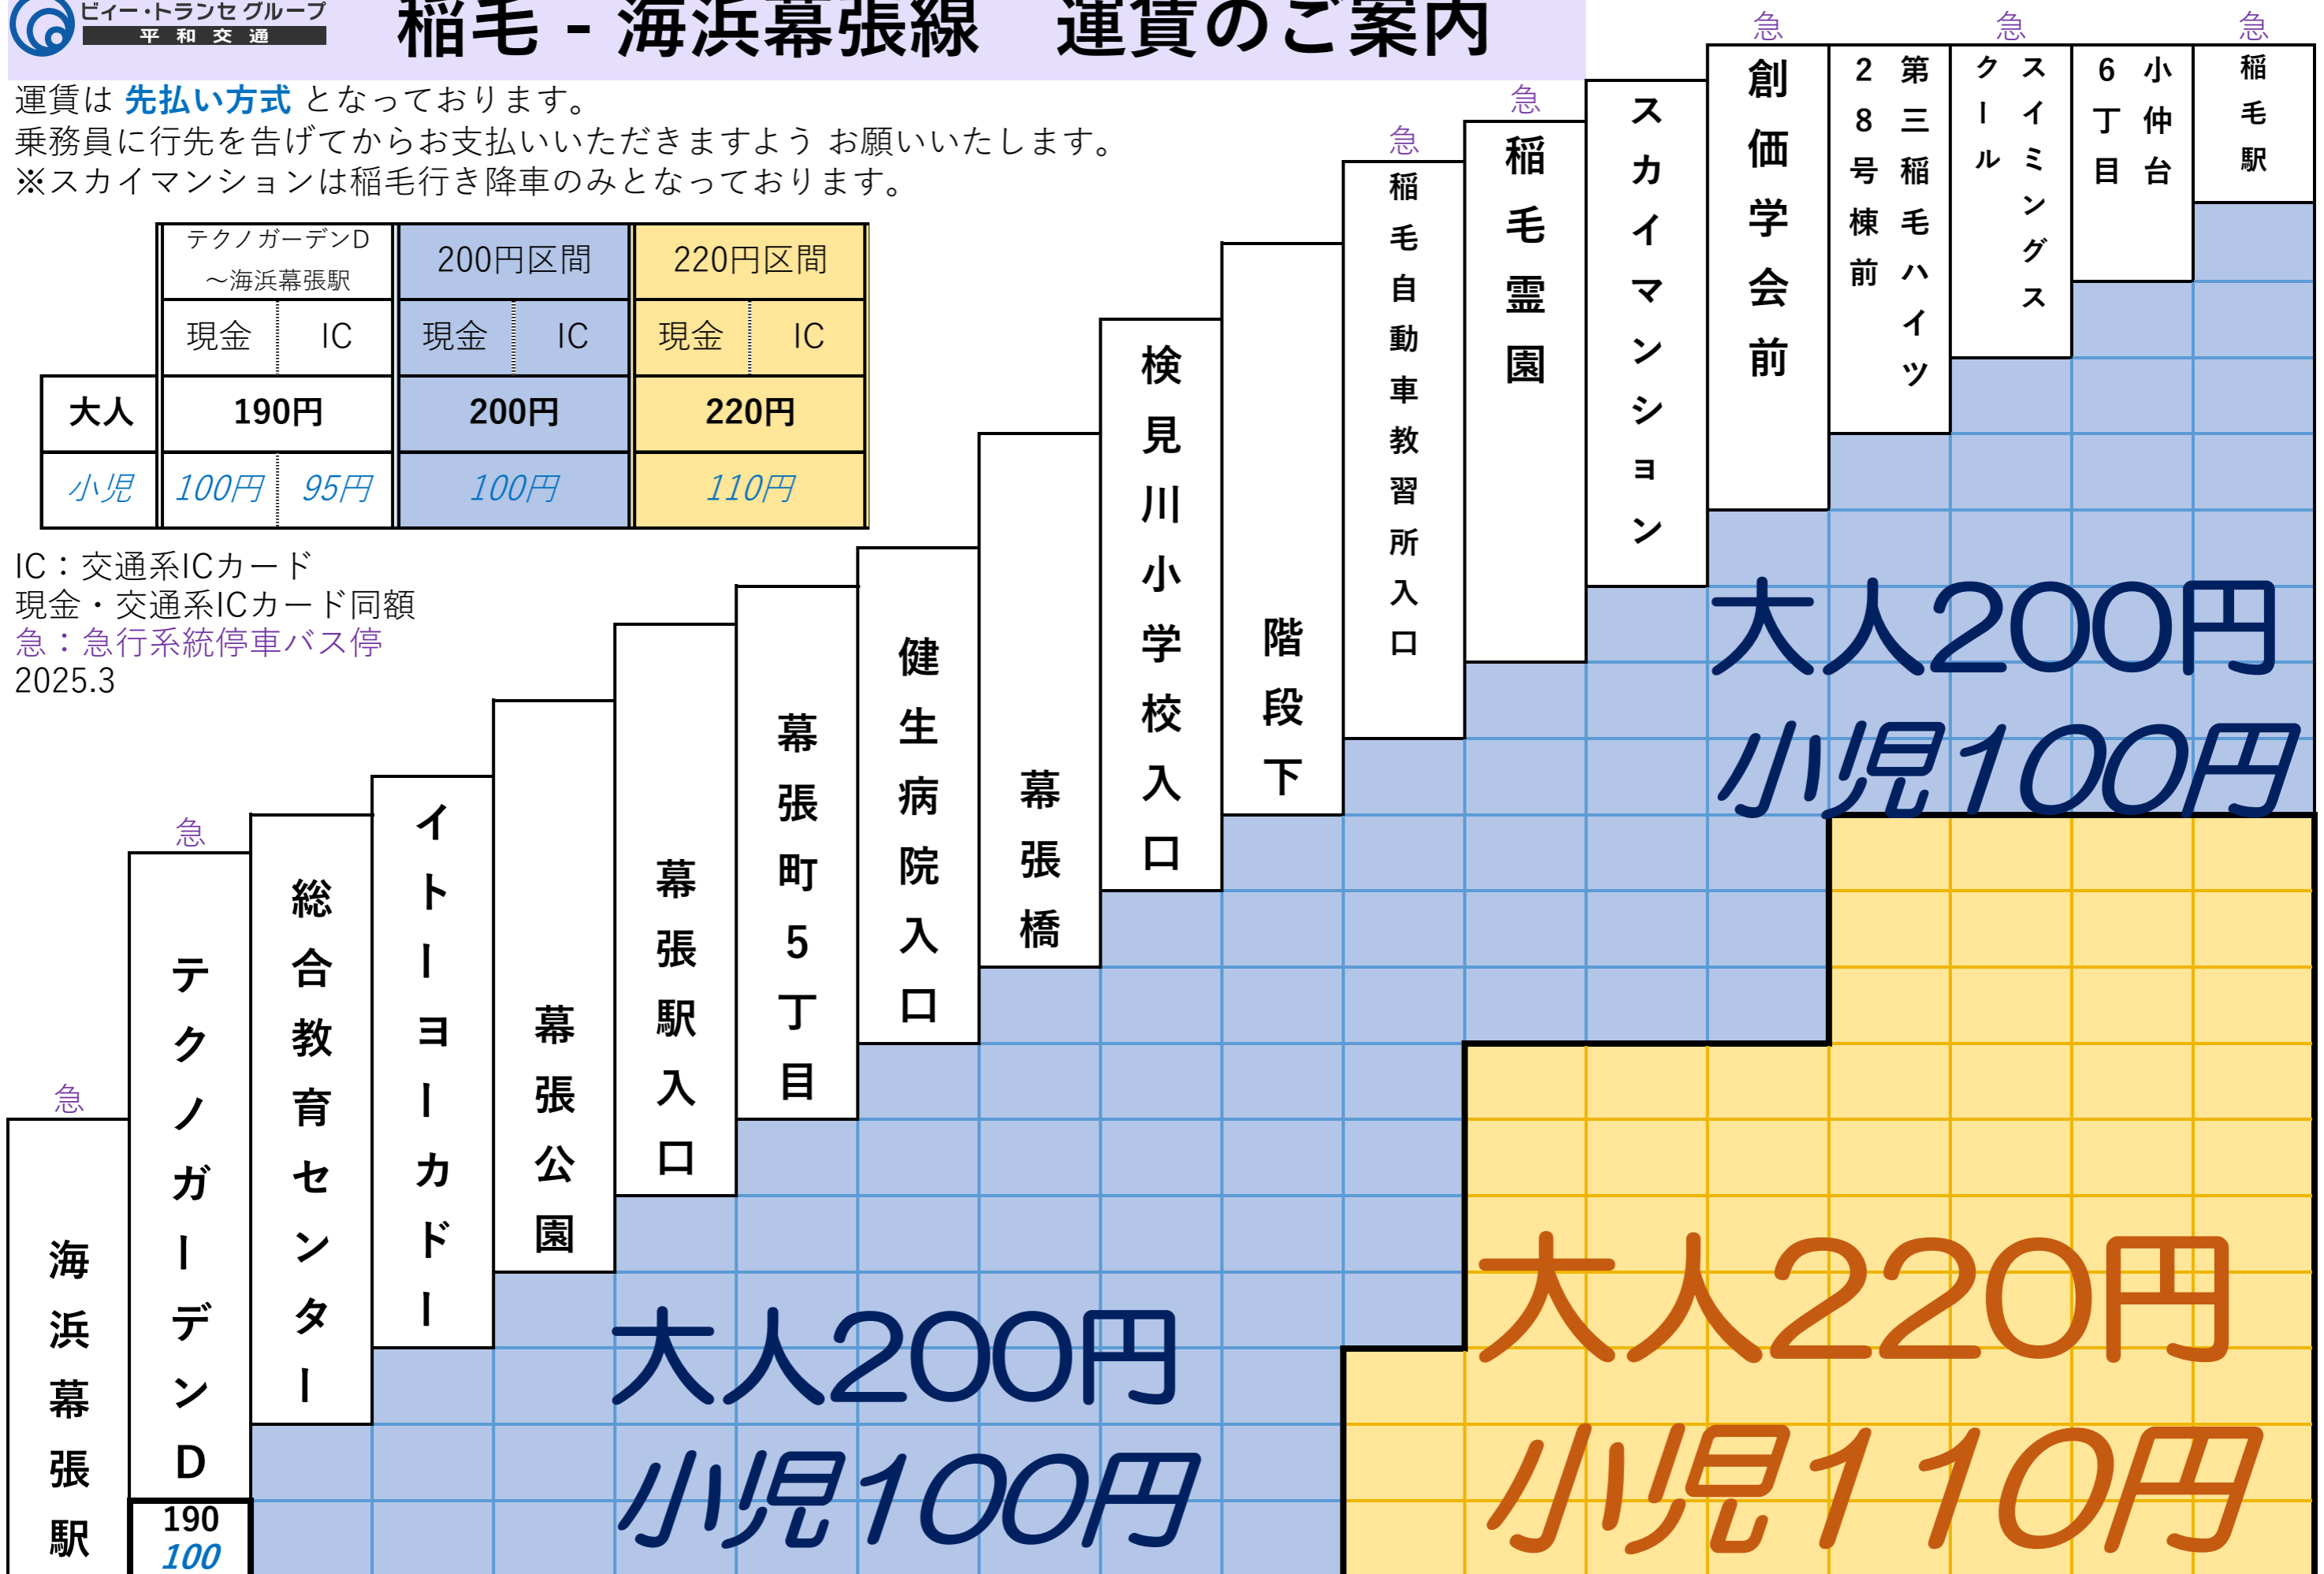 ビィー・トランセ グループ
平和交通
稲毛 - 海浜幕張線　運賃のご案内
運賃は 先払い方式 となっております。
乗務員に行先を告げてからお支払いいただきますよう お願いいたします。
※スカイマンションは稲毛行き降車のみとなっております。
テクノガーデンD
～海浜幕張駅
200円区間
220円区間
現金 IC 現金 IC 現金 IC
大人 190円 200円 220円
小児 100円 95円 100円 110円
IC：交通系ICカード
現金・交通系ICカード同額
急：急行系統停車バス停
2025.3
急
海浜幕張駅
急
テクノガーデンD
190
100
総合教育センター
イトーヨーカドー
幕張公園
幕張駅入口
幕張町5丁目
健生病院入口
幕張橋
検見川小学校入口
階段下
急
稲毛自動車教習所入口
急
稲毛霊園
スカイマンション
急
創価学会前
第三稲毛ハイツ
28号棟前
急
スイミングス
クール
小仲台
6丁目
急
稲毛駅
大人200円
小児100円
大人200円
小児100円
大人220円
小児110円